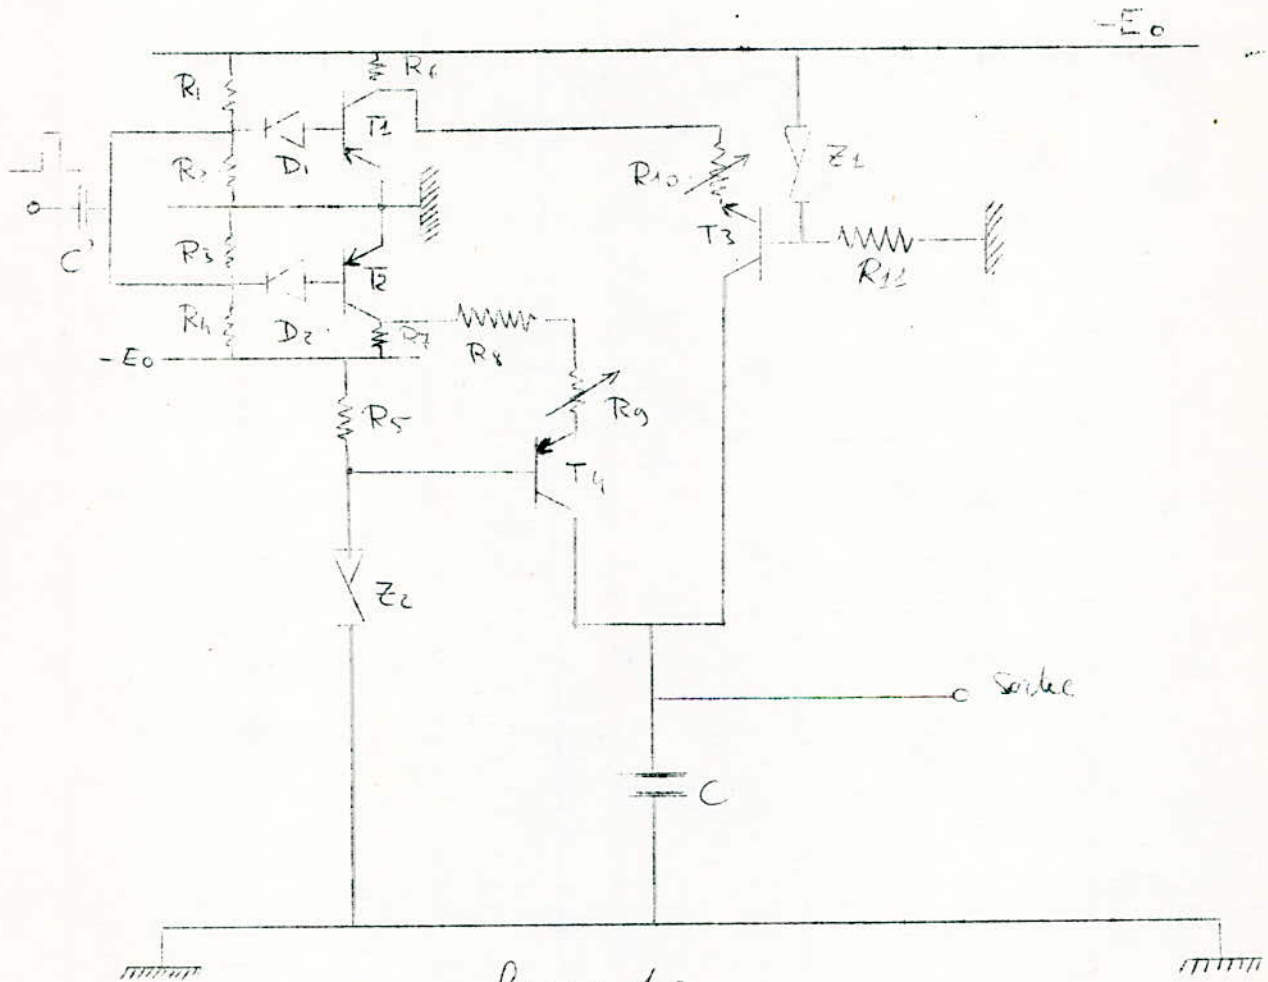 -E₀
R₁
R₆
T1
D₁
Z1
R₂
R10
T3
C'
R₃
T2
R11
R₄
D₂
R7
-E₀
R₈
R₅
R9
T4
Z₂
Sortie
C